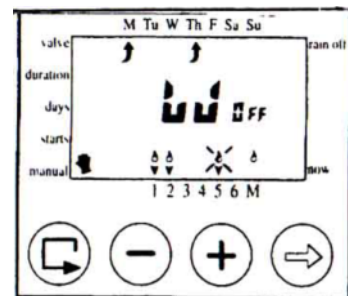 M Tu W Th F Sa Su
valve
rain off
duration
days
OFF
starts
manual
now
1 2 3 4 5 6 M